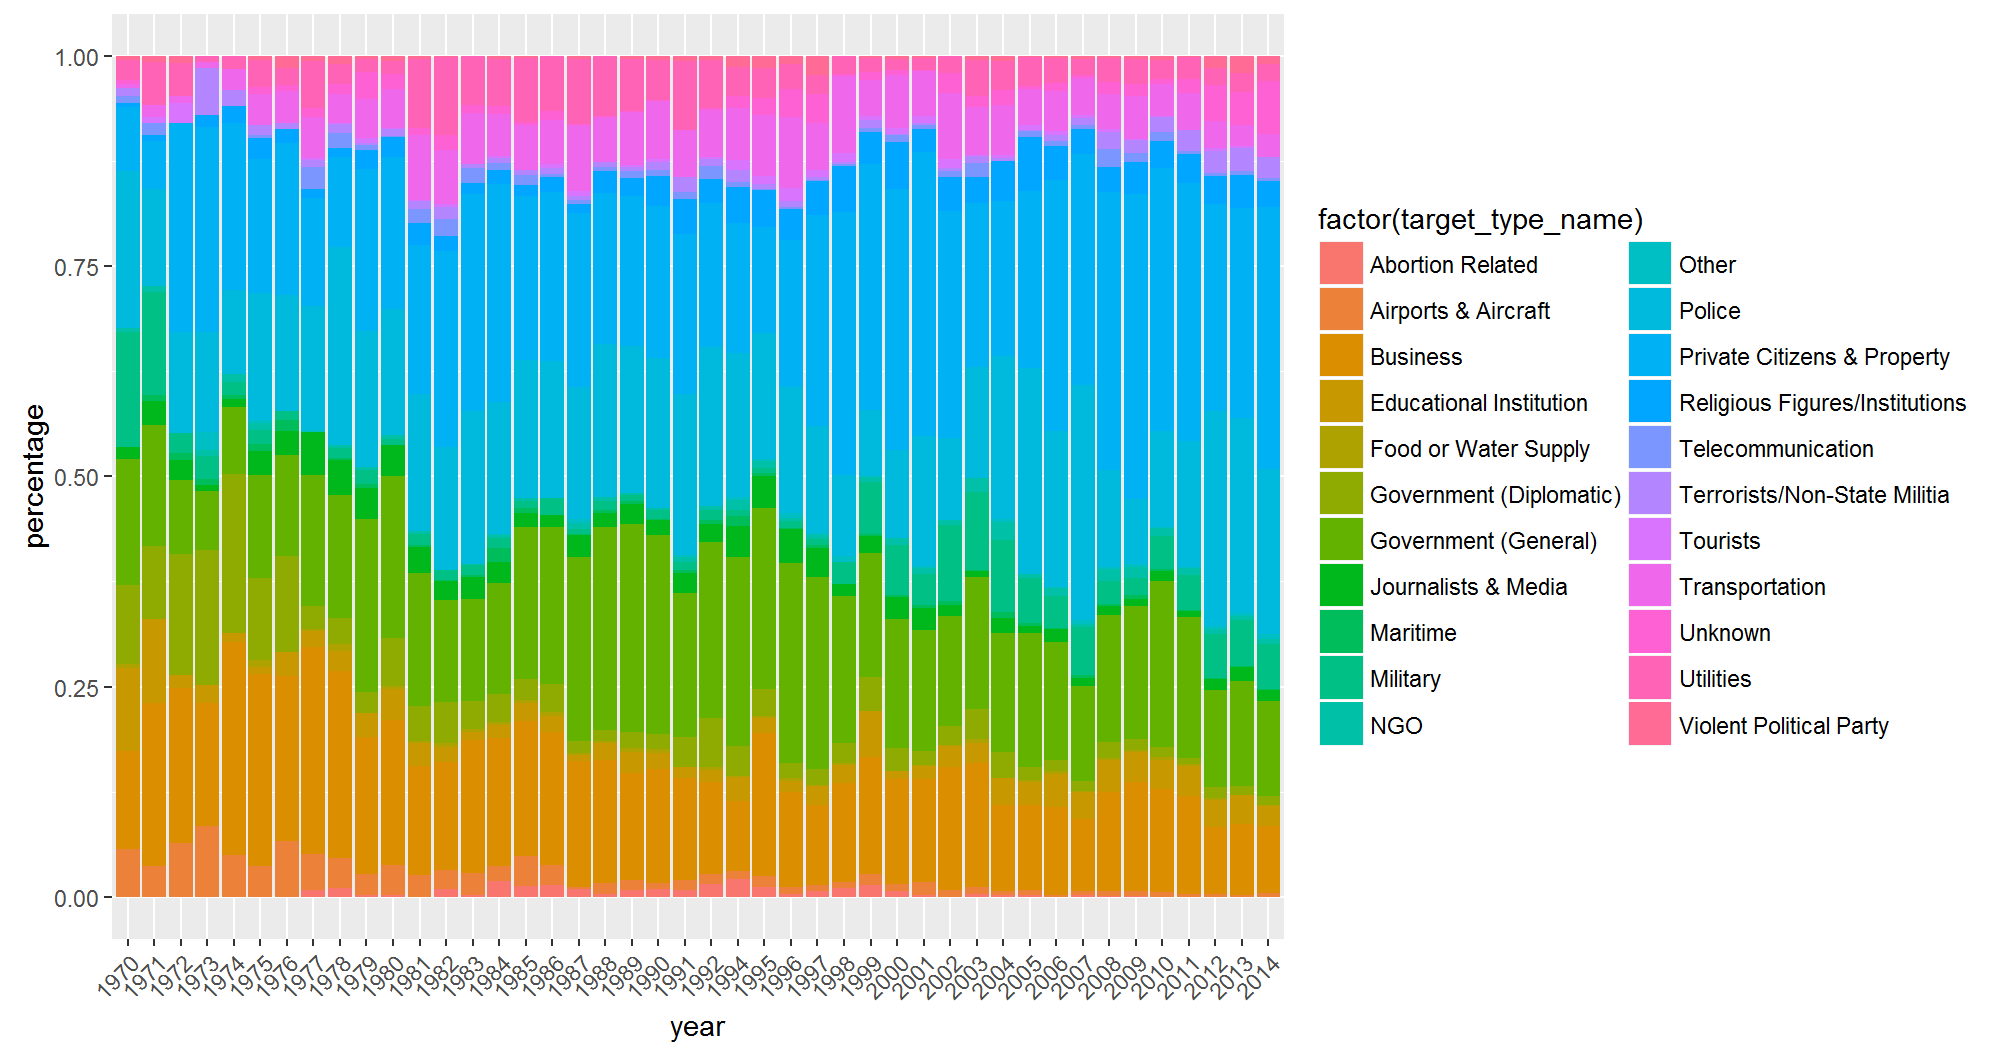 1.00
0.75
0.50
0.25
0.00
percentage
1970
1971
1972
1973
1974
1975
1976
1977
1978
1979
1980
1981
1982
1983
1984
1985
1986
1987
1988
1989
1990
1991
1992
1994
1995
1996
1997
1998
1999
2000
2001
2002
2003
2004
2005
2006
2007
2008
2009
2010
2011
2012
2013
2014
year
factor(target_type_name)
Abortion Related
Airports & Aircraft
Business
Educational Institution
Food or Water Supply
Government (Diplomatic)
Government (General)
Journalists & Media
Maritime
Military
NGO
Other
Police
Private Citizens & Property
Religious Figures/Institutions
Telecommunication
Terrorists/Non-State Militia
Tourists
Transportation
Unknown
Utilities
Violent Political Party